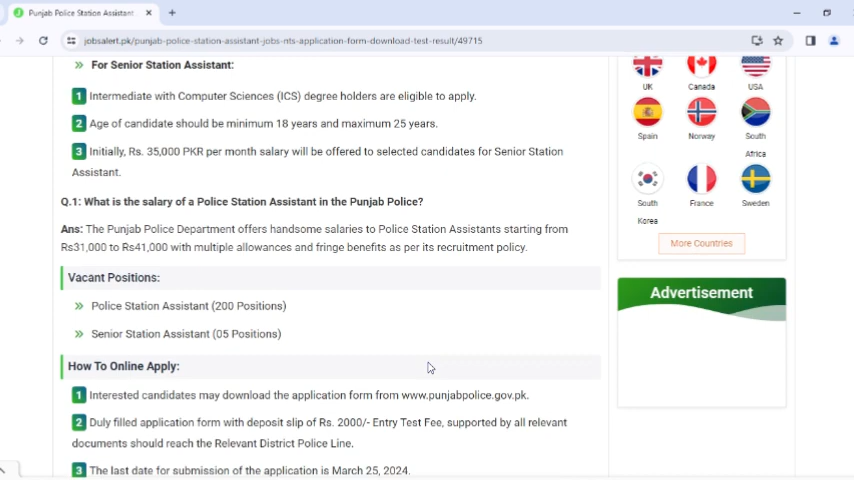 Punjab Police Station Assistant
jobsalert.pk/punjab-police-station-assistant-jobs-nts-application-form-download-test-result/49715
For Senior Station Assistant:
1 Intermediate with Computer Sciences (ICS) degree holders are eligible to apply.
2 Age of candidate should be minimum 18 years and maximum 25 years.
3 Initially, Rs. 35,000 PKR per month salary will be offered to selected candidates for Senior Station
Assistant.
Q.1: What is the salary of a Police Station Assistant in the Punjab Police?
Ans: The Punjab Police Department offers handsome salaries to Police Station Assistants starting from
Rs31,000 to Rs41,000 with multiple allowances and fringe benefits as per its recruitment policy.
Vacant Positions:
Police Station Assistant (200 Positions)
Senior Station Assistant (05 Positions)
How To Online Apply:
1 Interested candidates may download the application form from www.punjabpolice.gov.pk.
2 Duly filled application form with deposit slip of Rs. 2000/- Entry Test Fee, supported by all relevant
documents should reach the Relevant District Police Line.
3 The last date for submission of the application is March 25, 2024.
UK Canada USA
Spain Norway South
Africa
South France Sweden
Korea
More Countries
Advertisement